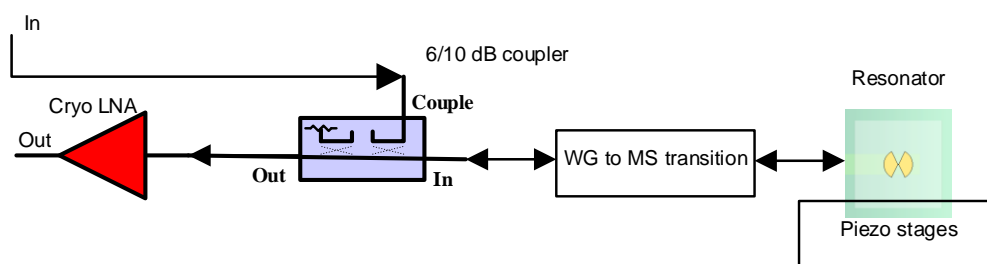 In
6/10 dB coupler
Resonator
Cryo LNA
Couple
Out
WG to MS transition
Out
In
Piezo stages